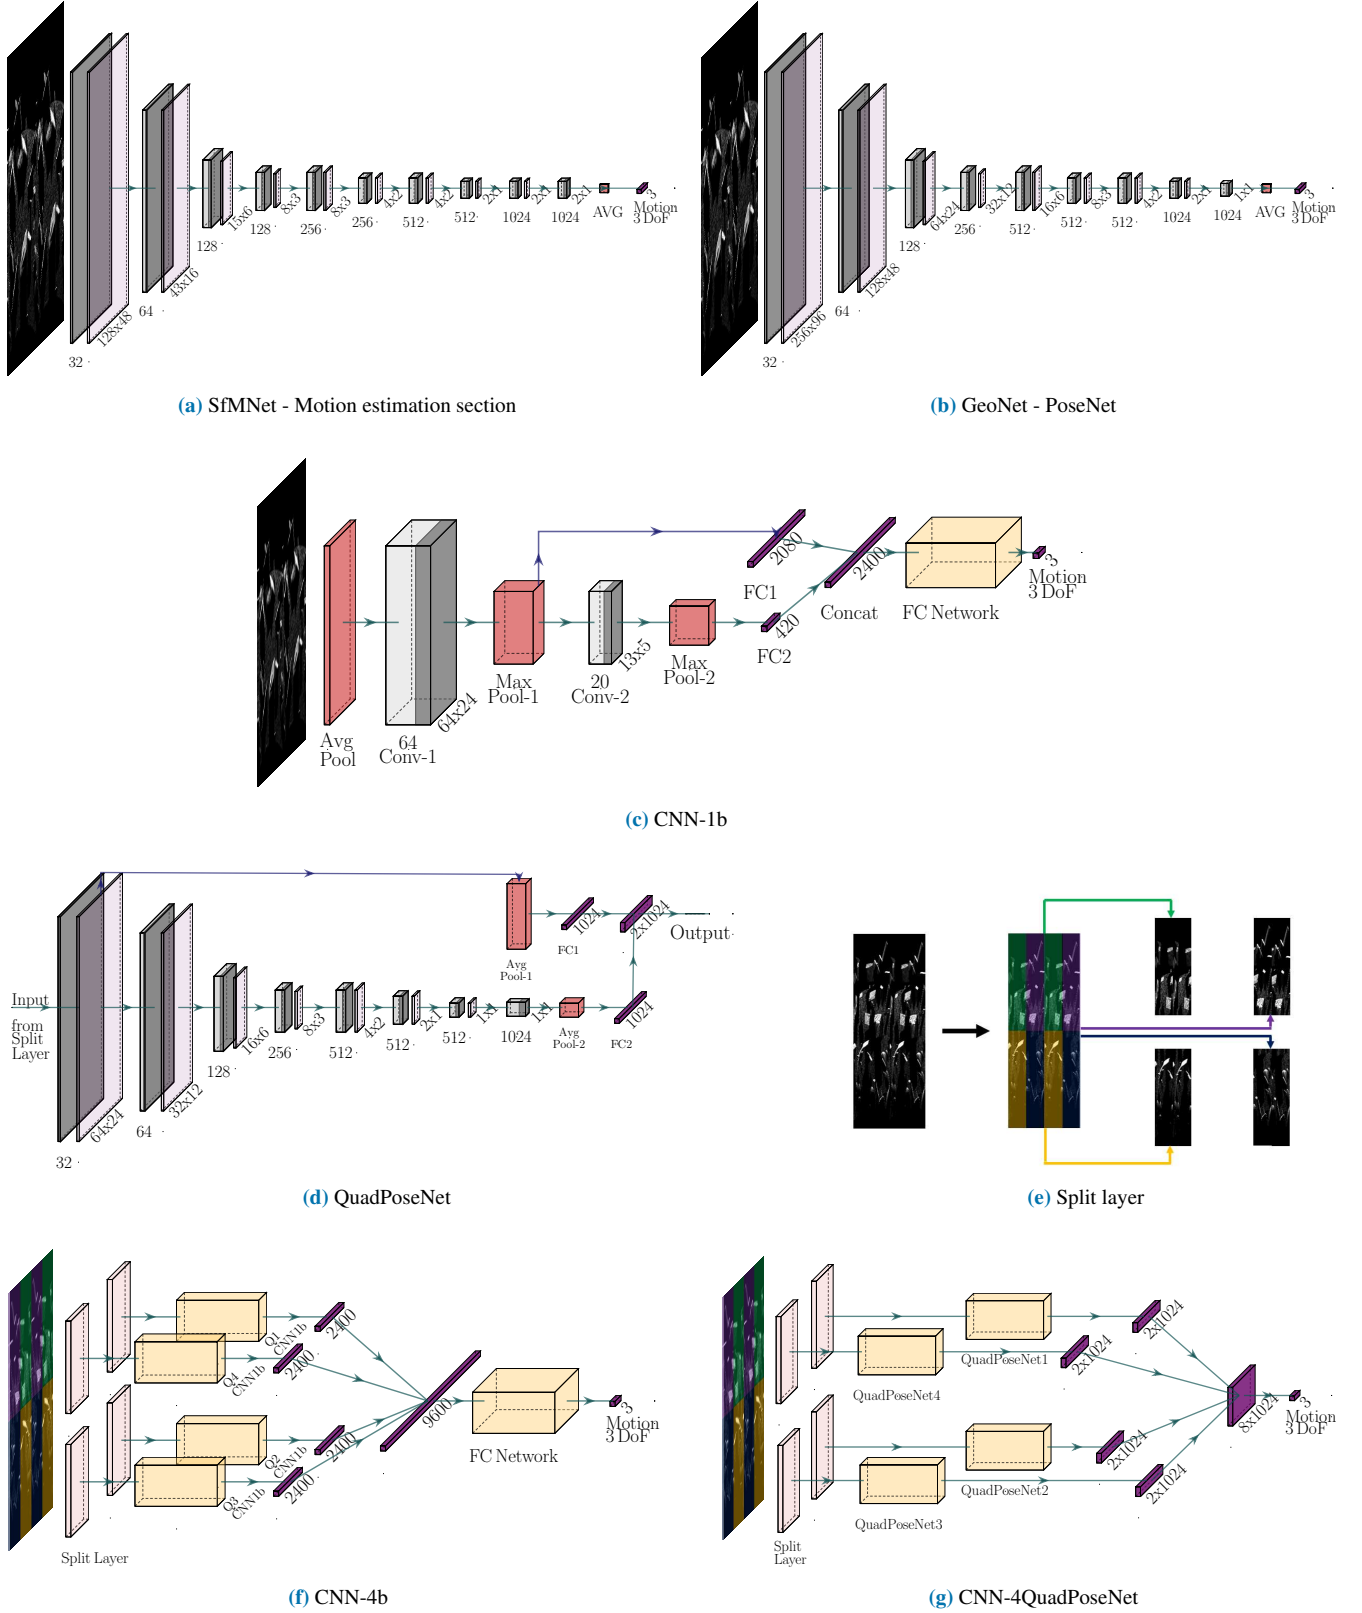 32
128x48
64
43x16
128
15x6
128
8x3
256
8x3
256
4x2
512
4x2
512
2x1
1024
2x1
1024
2x1
AVG
3
Motion
3 DoF
(a) SfMNet - Motion estimation section
32
256x96
64
128x48
128
64x24
256
32x12
512
16x6
512
8x3
512
4x2
1024
2x1
1024
1x1
AVG
3
Motion
3 DoF
(b) GeoNet - PoseNet
Avg
Pool
64
Conv-1
64x24
Max
Pool-1
20
Conv-2
13x5
Max
Pool-2
2080
FC1
420
FC2
2400
Concat
FC Network
3
Motion
3 DoF
(c) CNN-1b
Input
from
Split
Layer
32
64x24
64
32x12
128
16x6
256
8x3
512
4x2
512
2x1
512
1x1
1024
1x1
Avg
Pool-2
1024
FC2
Avg
Pool-1
1024
FC1
2x1024
Output
(d) QuadPoseNet
(e) Split layer
Split Layer
Q1
CNN1b
2400
Q4
CNN1b
2400
Q2
CNN1b
2400
Q3
CNN1b
2400
9600
FC Network
3
Motion
3 DoF
(f) CNN-4b
Split
Layer
QuadPoseNet1
2x1024
QuadPoseNet4
2x1024
QuadPoseNet2
2x1024
QuadPoseNet3
2x1024
8x1024
3
Motion
3 DoF
(g) CNN-4QuadPoseNet